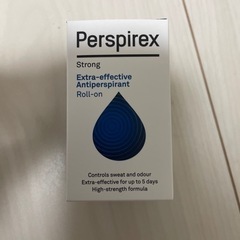 Perspirex
Strong
Extra-effective
Antiperspirant
Roll-on
Controls sweat and odour
Extra-effective for up to 5 days
High-strength formula